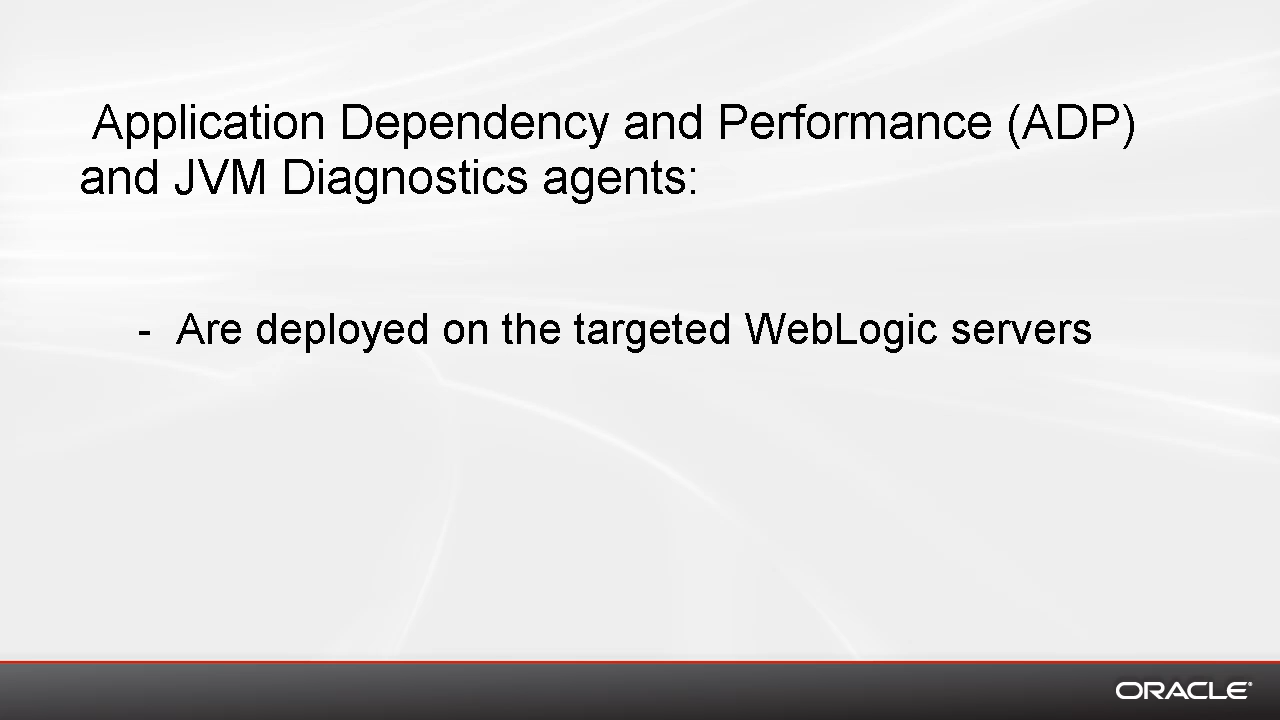 Application Dependency and Performance (ADP)
and JVM Diagnostics agents:
- Are deployed on the targeted WebLogic servers
ORACLE®